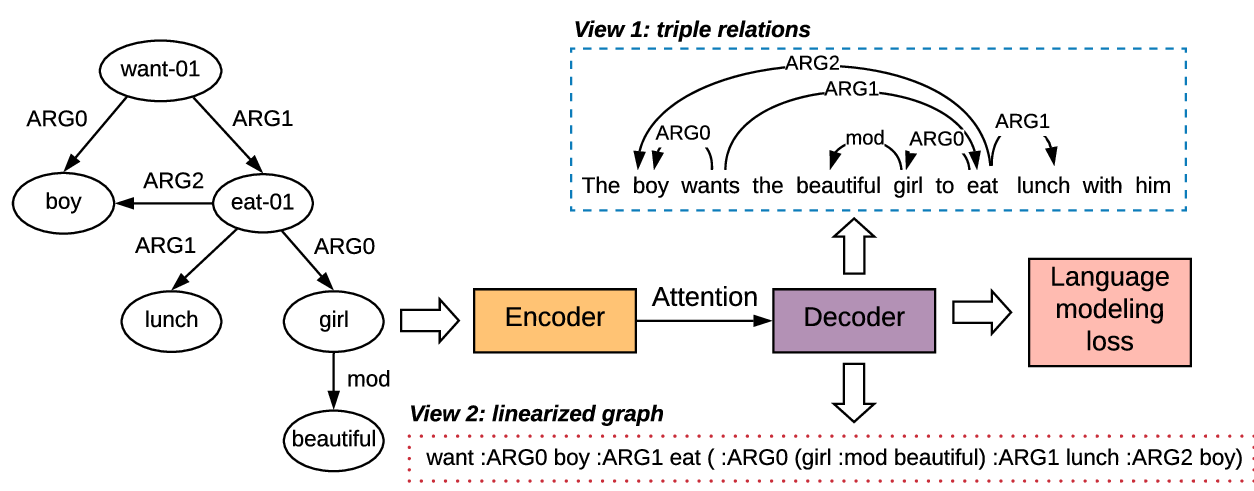 View 1: triple relations
want-01
ARG0
ARG1
boy
ARG2
eat-01
ARG1
ARG0
lunch
girl
mod
beautiful
ARG2
ARG1
ARG0
mod
ARG0
ARG1
The boy wants the beautiful girl to eat lunch with him
Encoder
Attention
Decoder
Language
modeling
loss
View 2: linearized graph
want :ARG0 boy :ARG1 eat ( :ARG0 (girl :mod beautiful) :ARG1 lunch :ARG2 boy)